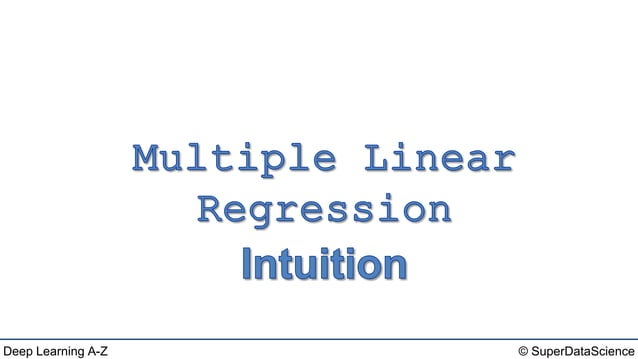 Multiple Linear
Regression
Intuition
Deep Learning A-Z
© SuperDataScience